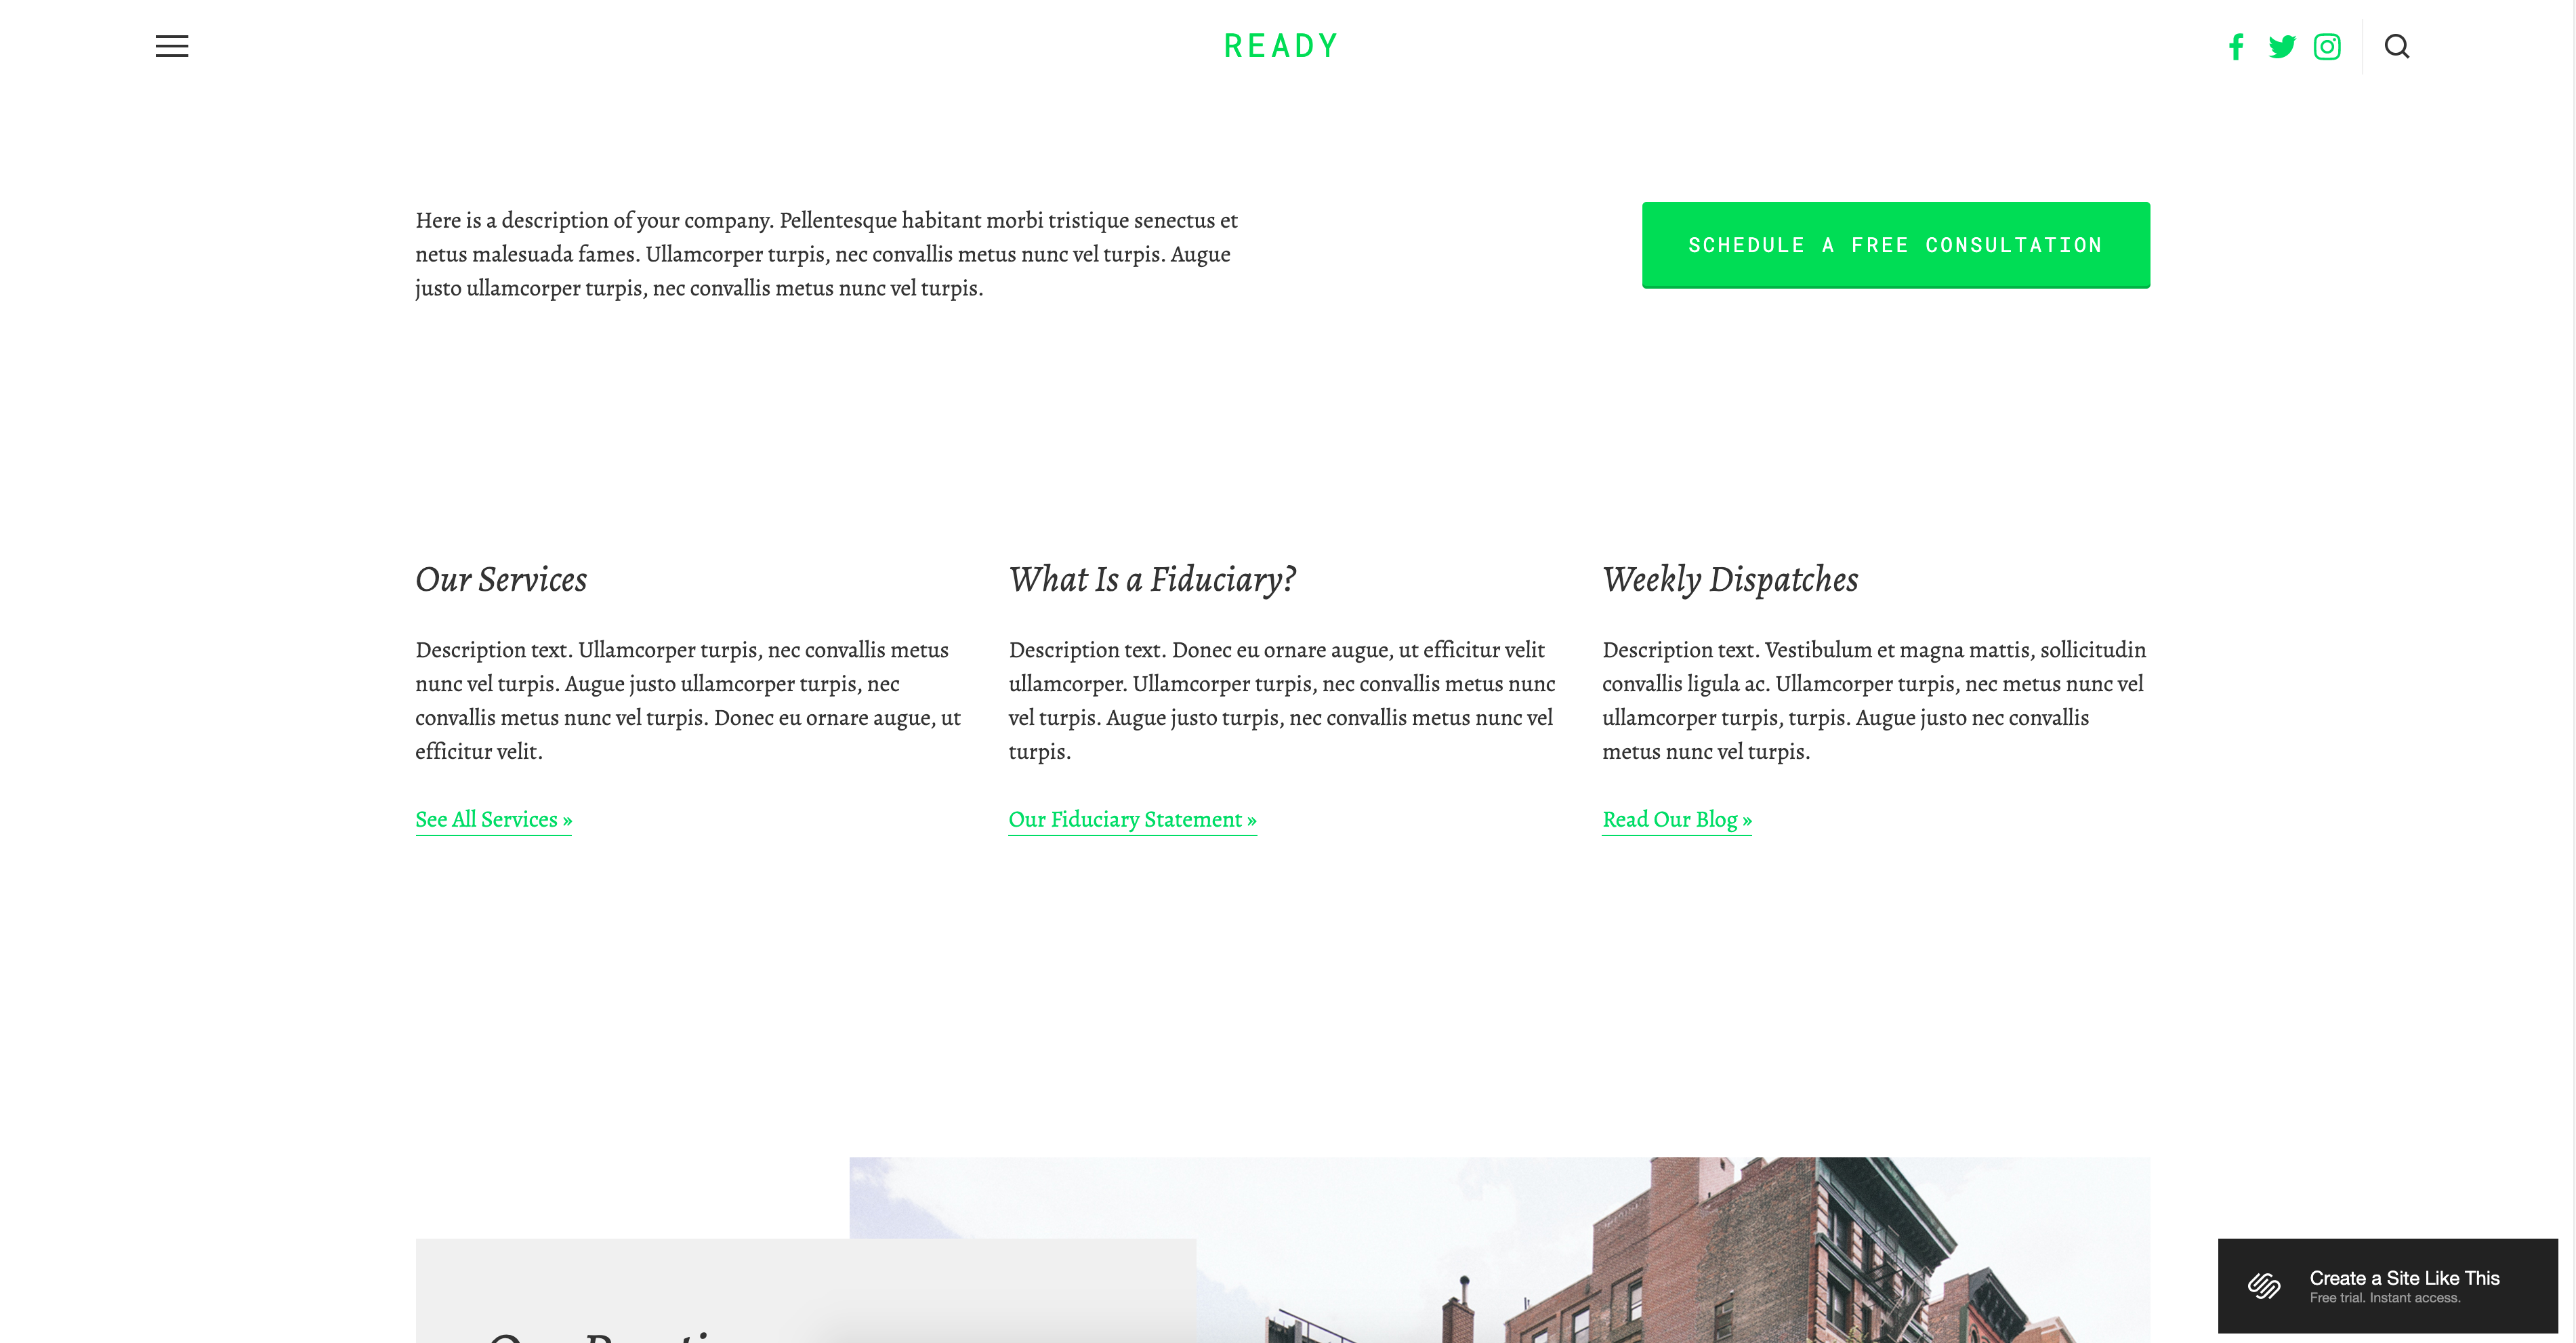 READY
Here is a description of your company. Pellentesque habitant morbi tristique senectus et
netus malesuada fames. Ullamcorper turpis, nec convallis metus nunc vel turpis. Augue
justo ullamcorper turpis, nec convallis metus nunc vel turpis.
SCHEDULE A FREE CONSULTATION
Our Services
Description text. Ullamcorper turpis, nec convallis metus
nunc vel turpis. Augue justo ullamcorper turpis, nec
convallis metus nunc vel turpis. Donec eu ornare augue, ut
efficitur velit.
See All Services »
What Is a Fiduciary?
Description text. Donec eu ornare augue, ut efficitur velit
ullamcorper. Ullamcorper turpis, nec convallis metus nunc
vel turpis. Augue justo turpis, nec convallis metus nunc vel
turpis.
Our Fiduciary Statement »
Weekly Dispatches
Description text. Vestibulum et magna mattis, sollicitudin
convallis ligula ac. Ullamcorper turpis, nec metus nunc vel
ullamcorper turpis, turpis. Augue justo nec convallis
metus nunc vel turpis.
Read Our Blog »
Create a Site Like This
Free trial. Instant access.